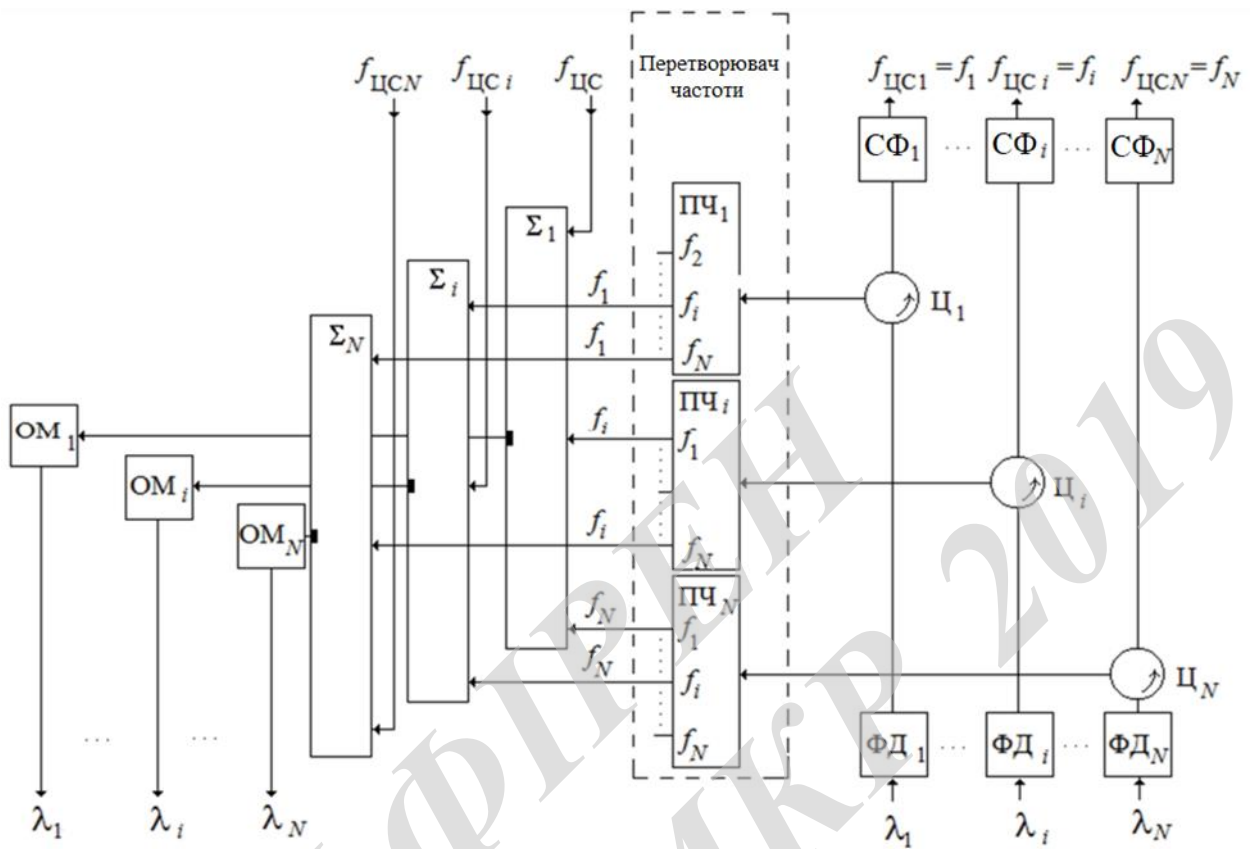 f_ЦСN f_ЦС i f_ЦС
Перетворювач
частоти
f_ЦС1 = f_1 f_ЦС i = f_i f_ЦСN = f_N
СФ_1 ... СФ_i ... СФ_N
Σ_1
Σ_i
Σ_N
ПЧ_1
f_2
f_1 f_i
f_1 f_N
Ц_1
ПЧ_i
f_i f_1
f_i f_N
Ц_i
ОМ_1
ОМ_i
ОМ_N
ПЧ_N
f_N f_1
f_N f_i
f_N
Ц_N
ФД_1 ... ФД_i ... ФД_N
... ...
λ_1 λ_i λ_N
λ_1 λ_i λ_N
МКР 2019